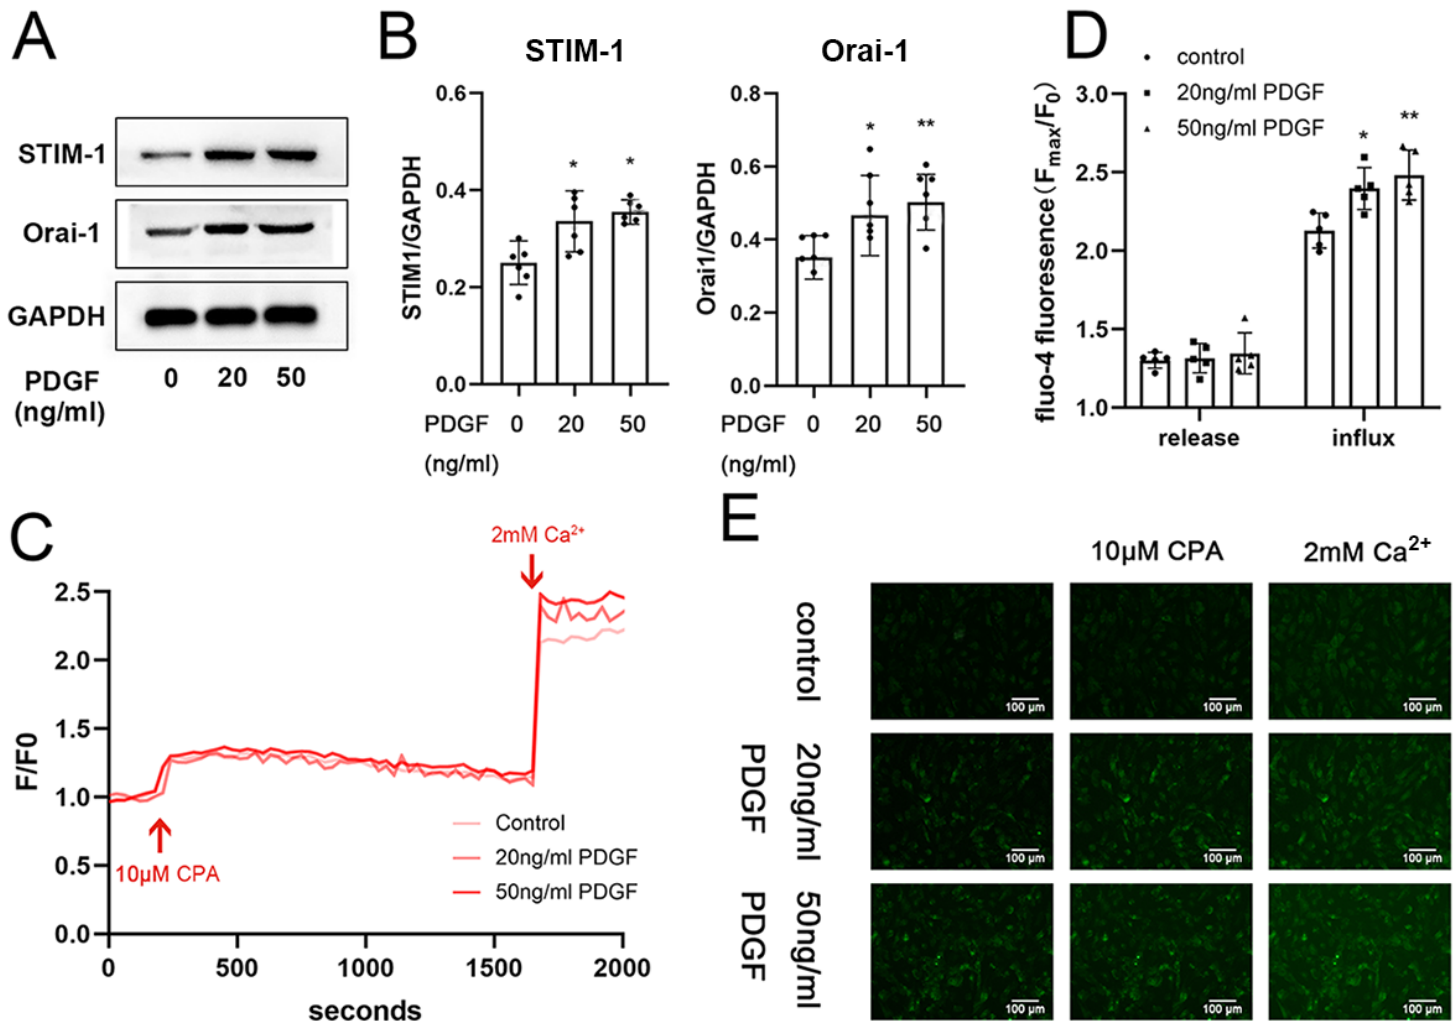 A
STIM-1
Orai-1
GAPDH
PDGF 0 20 50
(ng/ml)
B
STIM-1
STIM1/GAPDH
0.6
0.4
0.2
0.0
* *
PDGF 0 20 50
(ng/ml)
Orai-1
Orai1/GAPDH
0.8
0.6
0.4
0.2
0.0
* **
PDGF 0 20 50
(ng/ml)
D
control
20ng/ml PDGF
50ng/ml PDGF
fluo-4 fluoresence(Fmax/F0)
3.0
2.5
2.0
1.5
1.0
* **
release influx
C
2mM Ca²⁺
F/F0
2.5
2.0
1.5
1.0
0.5
0.0
10µM CPA
Control
20ng/ml PDGF
50ng/ml PDGF
0 500 1000 1500 2000
seconds
E
10µM CPA 2mM Ca²⁺
control
100 µm 100 µm 100 µm
20ng/ml
PDGF
100 µm 100 µm 100 µm
50ng/ml
PDGF
100 µm 100 µm 100 µm